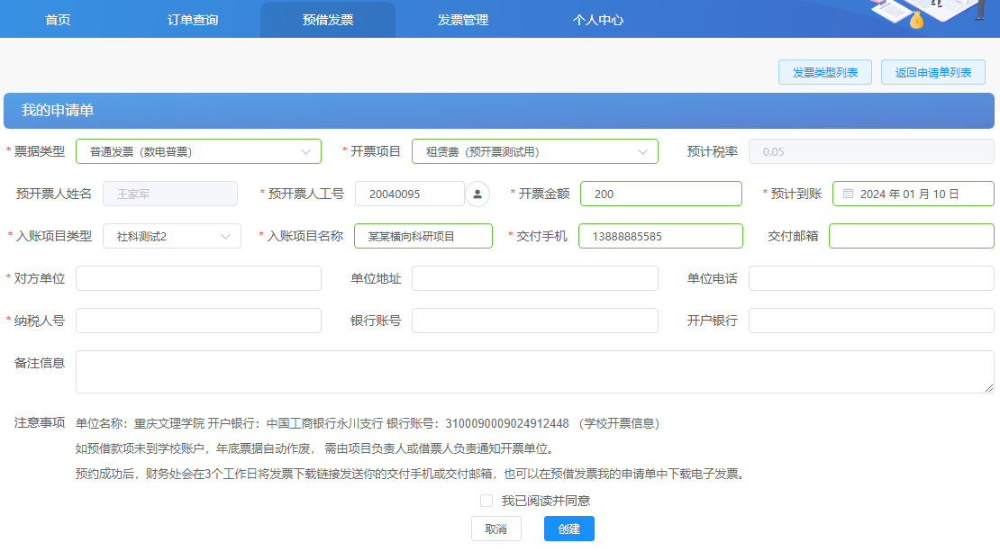 首页 订单查询 预借发票 发票管理 个人中心
发票类型列表 返回申请单列表
我的申请单
* 票据类型 普通发票（数电普票） * 开票项目 租赁费（预开票测试用） 预计税率 0.05
预开票人姓名 王家军 * 预开票人工号 20040095 * 开票金额 200 * 预计到账 2024 年 01 月 10 日
* 入账项目类型 社科测试2 * 入账项目名称 某某横向科研项目 * 交付手机 13888885585 交付邮箱
* 对方单位 单位地址 单位电话
* 纳税人号 银行账号 开户银行
备注信息
注意事项 单位名称：重庆文理学院 开户银行：中国工商银行永川支行 银行账号：3100090009024912448 （学校开票信息）
如预借款项未到学校账户，年底票据自动作废， 需由项目负责人或借票人负责通知开票单位。
预约成功后，财务处会在3个工作日将发票下载链接发送你的交付手机或交付邮箱，也可以在预借发票我的申请单中下载电子发票。
我已阅读并同意
取消 创建